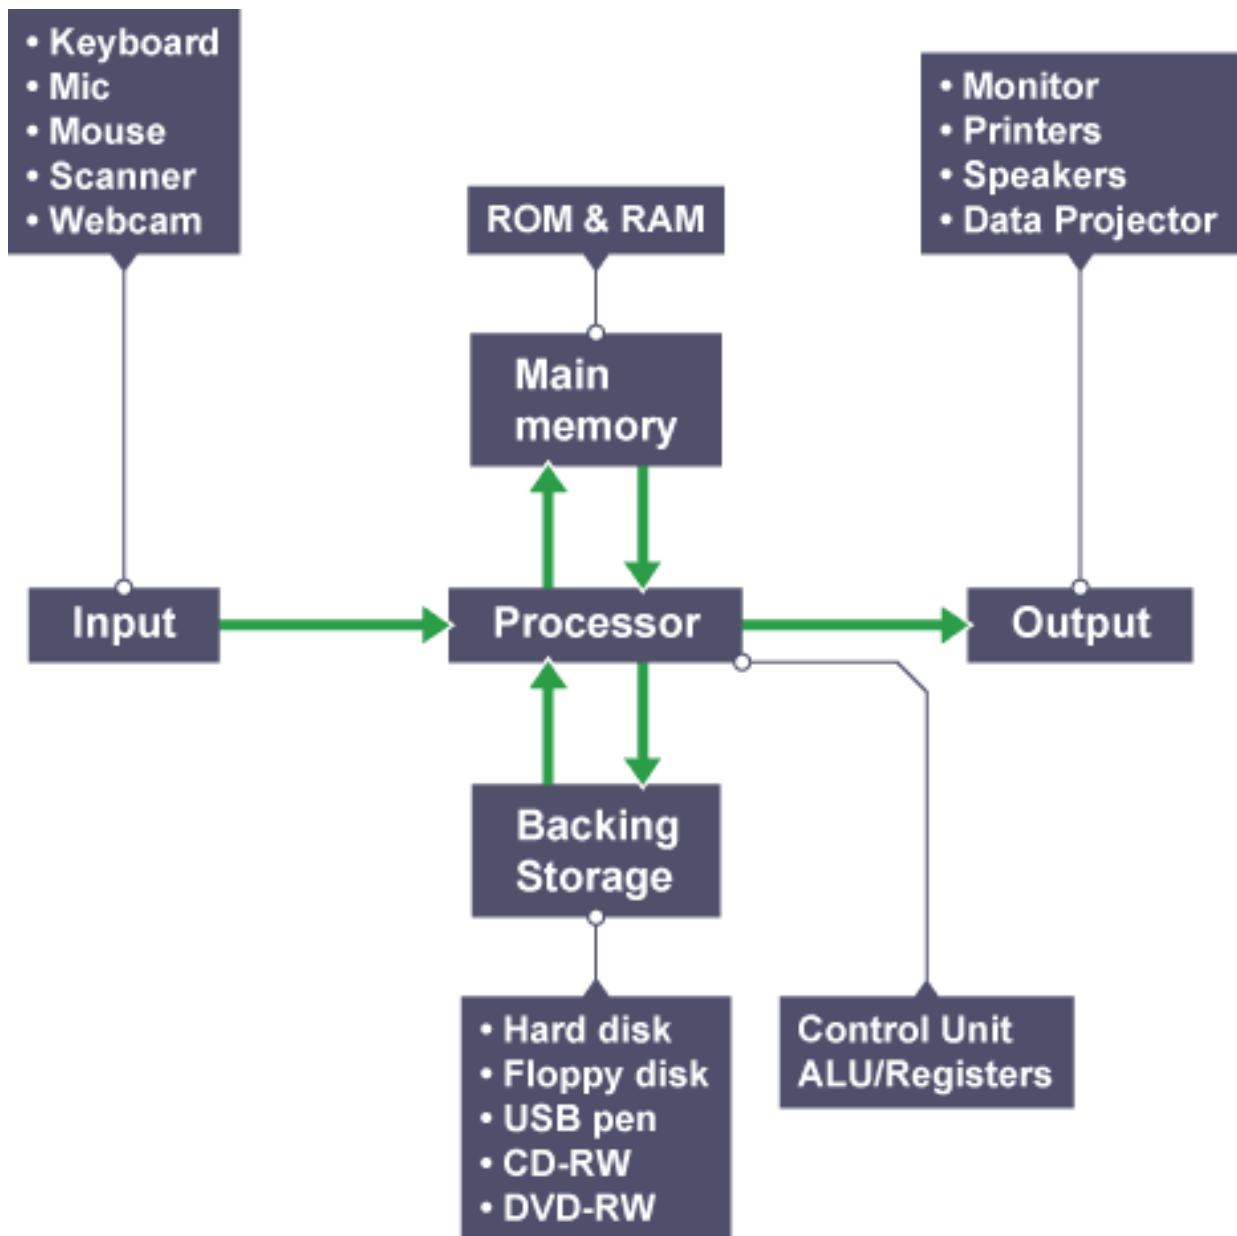 • Keyboard
• Mic
• Mouse
• Scanner
• Webcam
• Monitor
• Printers
• Speakers
• Data Projector
ROM & RAM
Main
memory
Input
Processor
Output
Backing
Storage
• Hard disk
• Floppy disk
• USB pen
• CD-RW
• DVD-RW
Control Unit
ALU/Registers